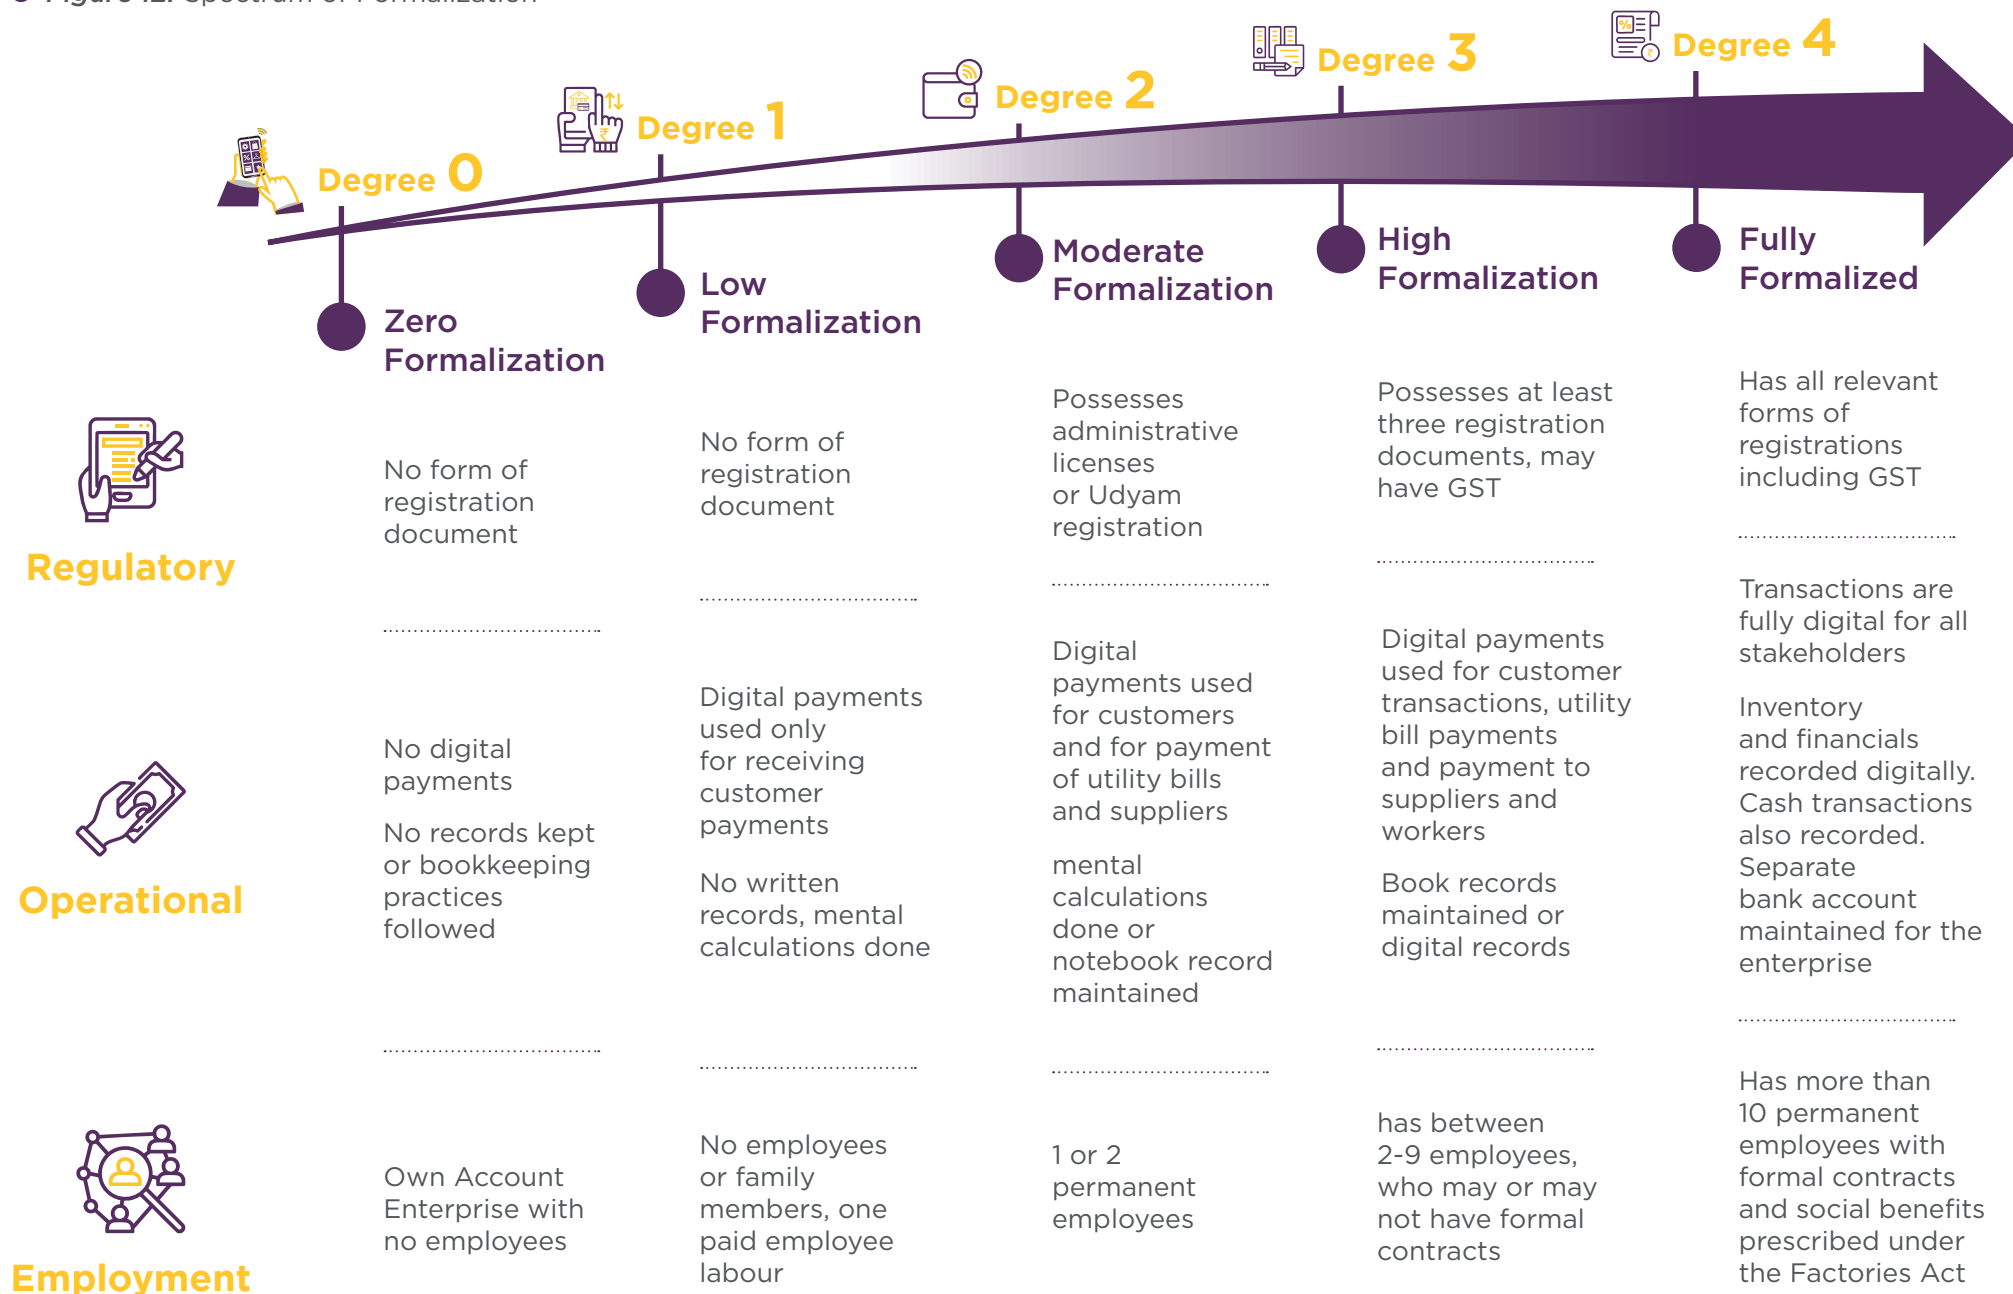 Figure 12. Spectrum of Formalization
Degree 0
Degree 1
Degree 2
Degree 3
Degree 4
Zero
Formalization
Low
Formalization
Moderate
Formalization
High
Formalization
Fully
Formalized
Regulatory
No form of
registration
document
No form of
registration
document
Possesses
administrative
licenses
or Udyam
registration
Possesses at least
three registration
documents, may
have GST
Has all relevant
forms of
registrations
including GST
Operational
No digital
payments
No records kept
or bookkeeping
practices
followed
Digital payments
used only
for receiving
customer
payments
No written
records, mental
calculations done
Digital
payments used
for customers
and for payment
of utility bills
and suppliers
mental
calculations
done or
notebook record
maintained
Digital payments
used for customer
transactions, utility
bill payments
and payment to
suppliers and
workers
Book records
maintained or
digital records
Transactions are
fully digital for all
stakeholders
Inventory
and financials
recorded digitally.
Cash transactions
also recorded.
Separate
bank account
maintained for the
enterprise
Employment
Own Account
Enterprise with
no employees
No employees
or family
members, one
paid employee
labour
1 or 2
permanent
employees
has between
2-9 employees,
who may or may
not have formal
contracts
Has more than
10 permanent
employees with
formal contracts
and social benefits
prescribed under
the Factories Act